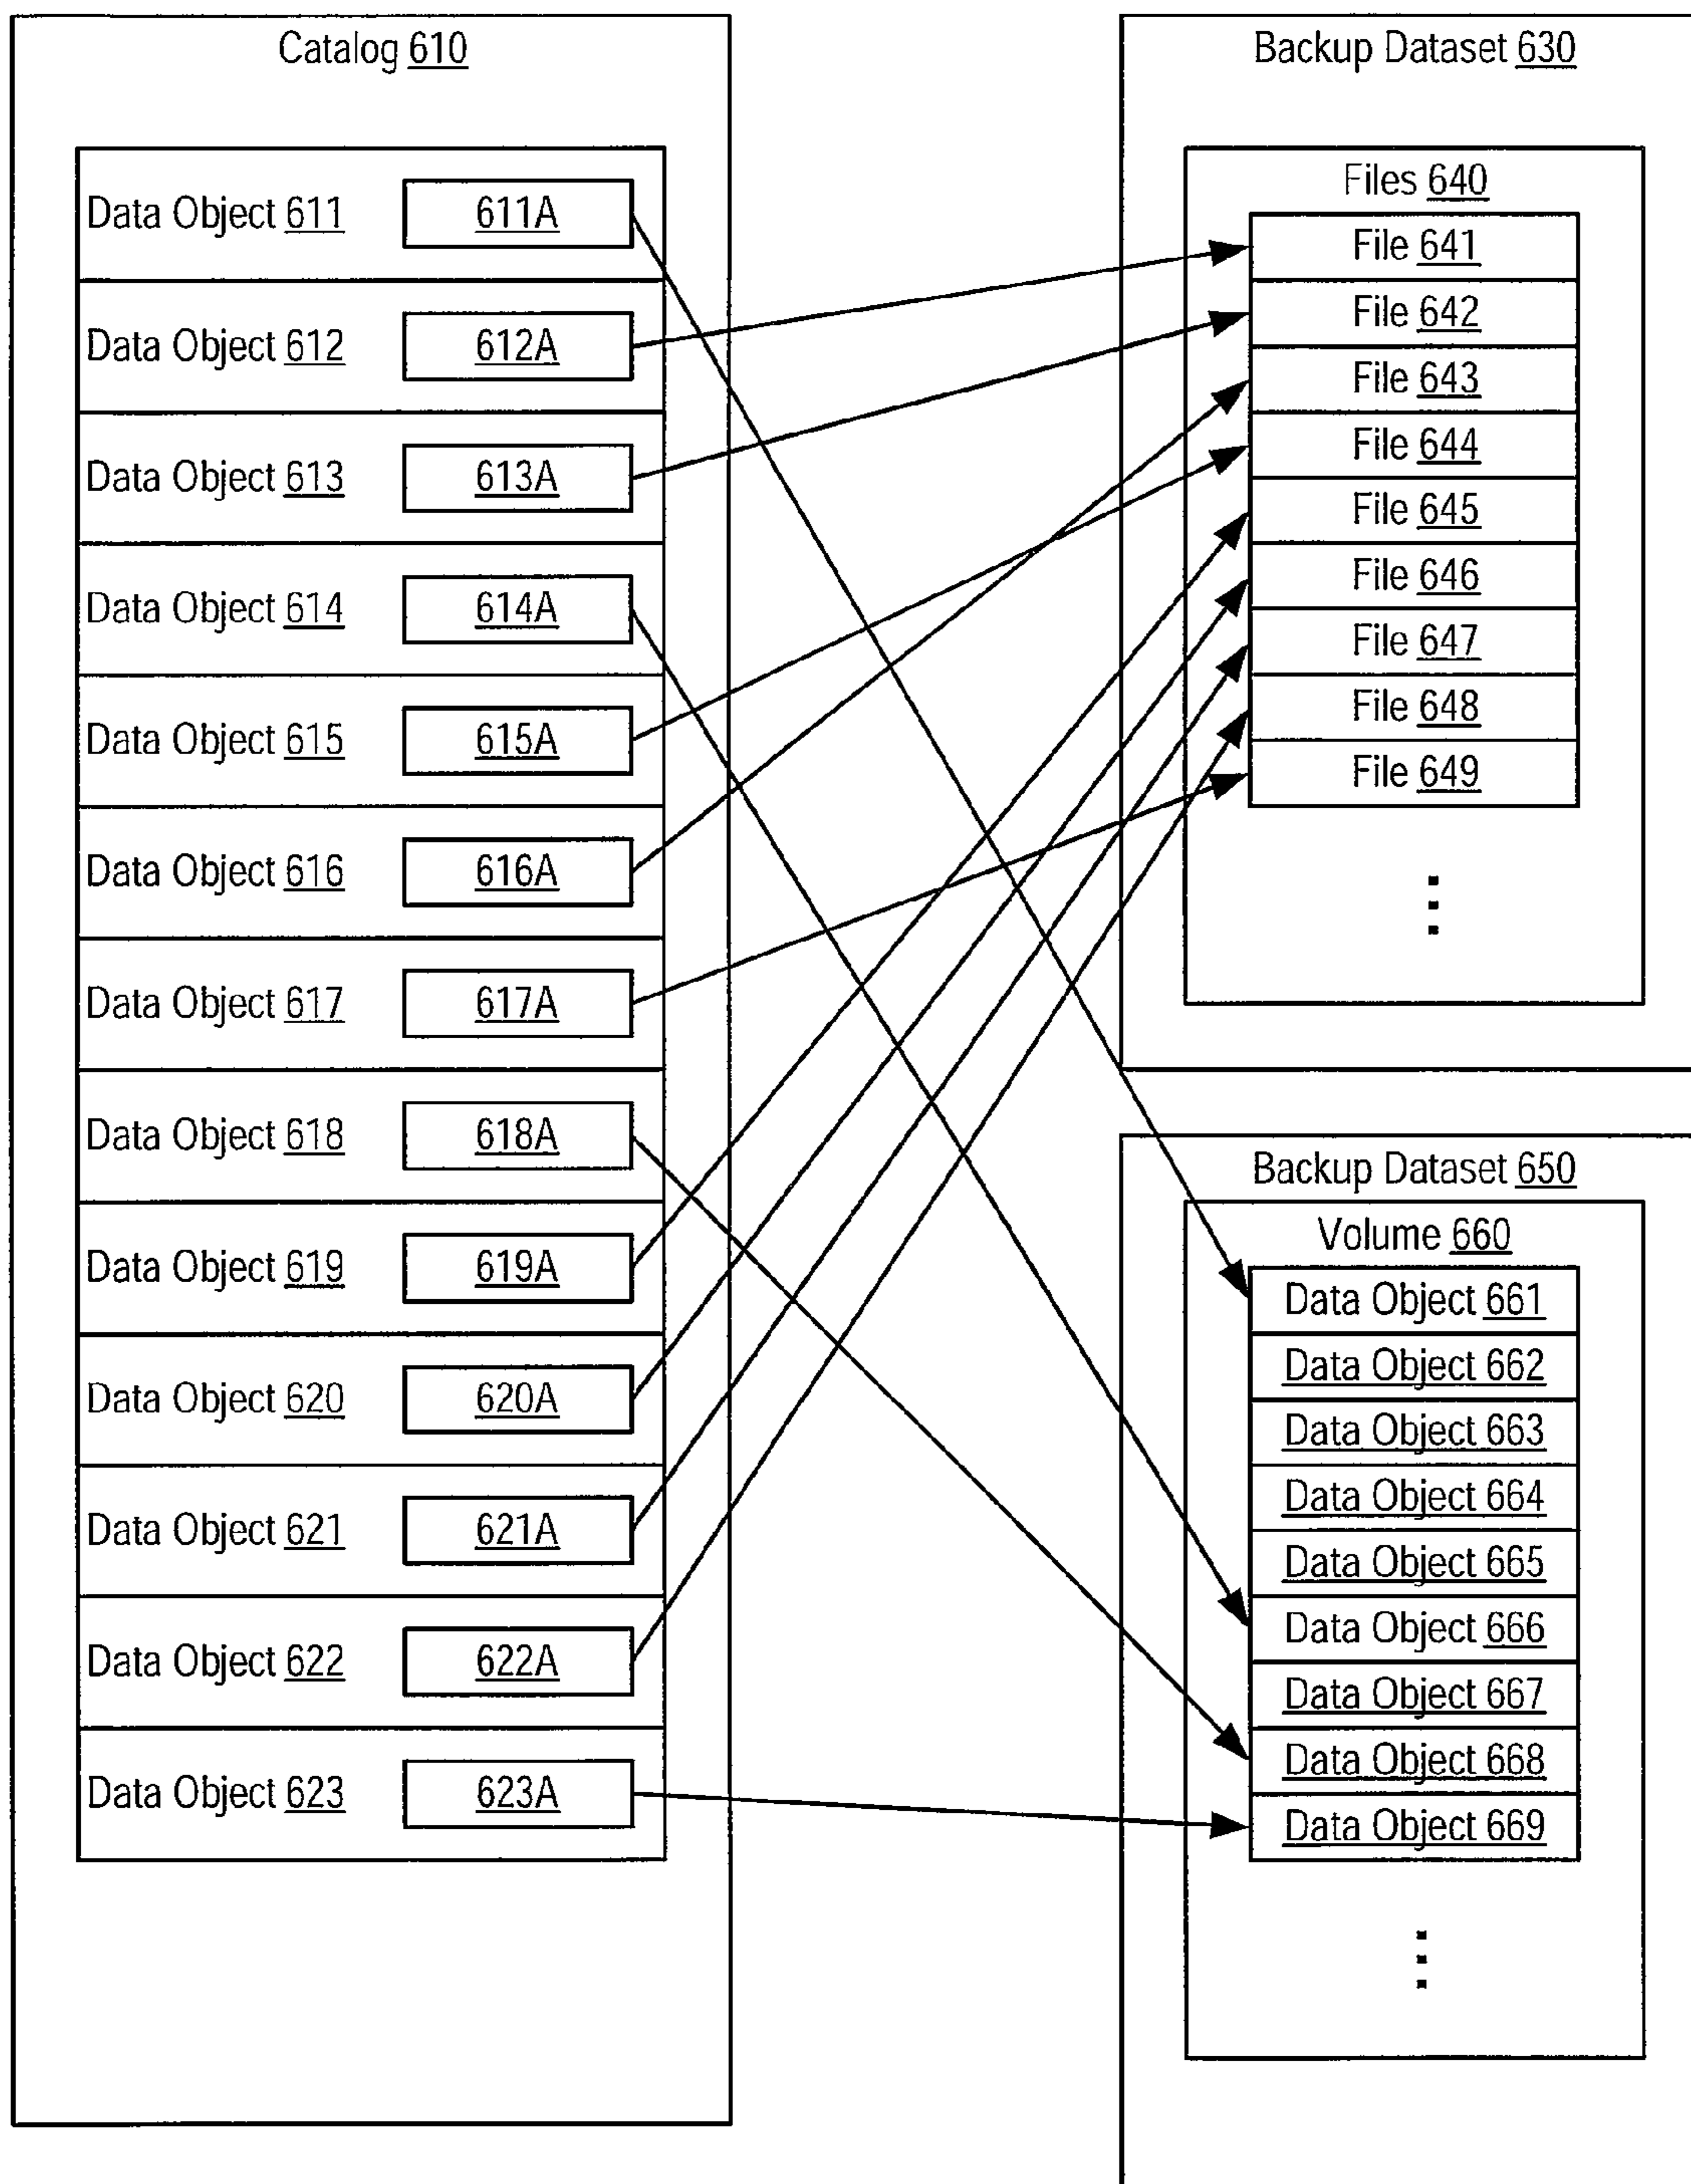 Catalog 610
Data Object 611 611A
Data Object 612 612A
Data Object 613 613A
Data Object 614 614A
Data Object 615 615A
Data Object 616 616A
Data Object 617 617A
Data Object 618 618A
Data Object 619 619A
Data Object 620 620A
Data Object 621 621A
Data Object 622 622A
Data Object 623 623A
Backup Dataset 630
Files 640
File 641
File 642
File 643
File 644
File 645
File 646
File 647
File 648
File 649
Backup Dataset 650
Volume 660
Data Object 661
Data Object 662
Data Object 663
Data Object 664
Data Object 665
Data Object 666
Data Object 667
Data Object 668
Data Object 669